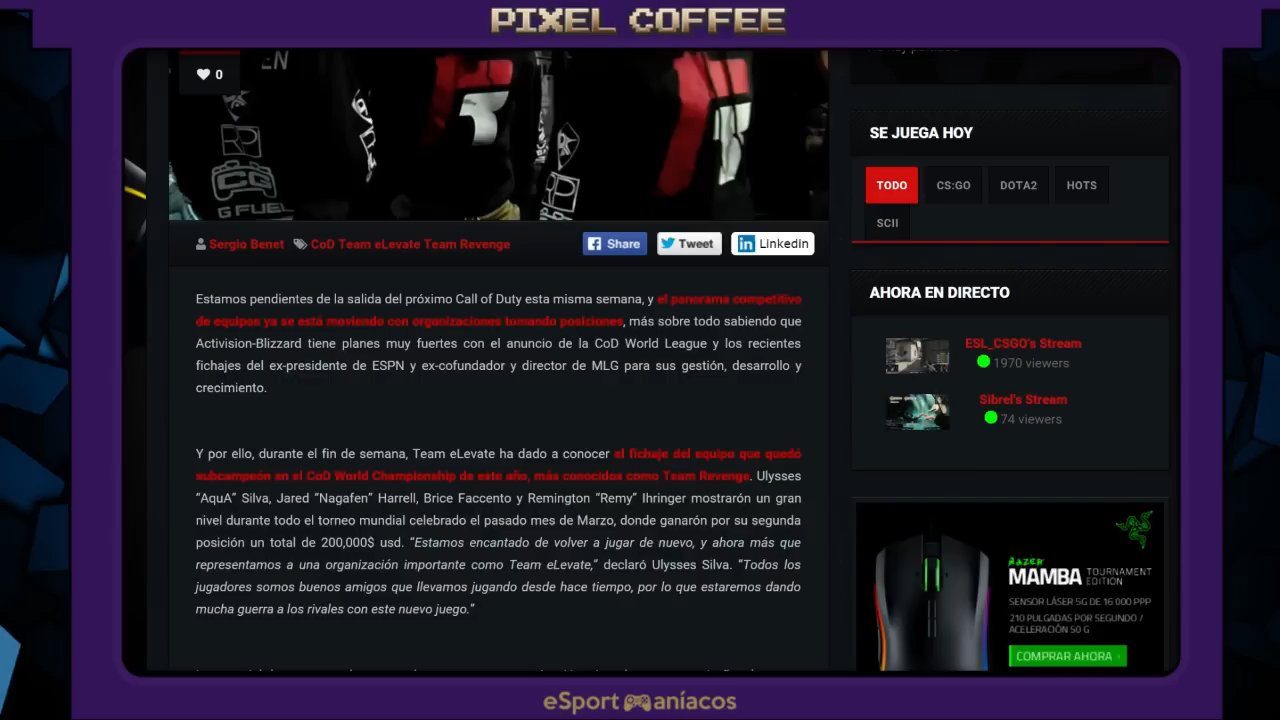 PIXEL COFFEE
0
EN
G FUEL
Sergio Benet CoD Team eLevate Team Revenge
Share Tweet Linkedin
Estamos pendientes de la salida del próximo Call of Duty esta misma semana, y el panorama competitivo
de equipos ya se está moviendo con organizaciones tomando posiciones, más sobre todo sabiendo que
Activision-Blizzard tiene planes muy fuertes con el anuncio de la CoD World League y los recientes
fichajes del ex-presidente de ESPN y ex-cofundador y director de MLG para sus gestión, desarrollo y
crecimiento.
Y por ello, durante el fin de semana, Team eLevate ha dado a conocer el fichaje del equipo que quedó
subcampeón en el CoD World Championship de este año, más conocidos como Team Revenge. Ulysses
“AquA” Silva, Jared “Nagafen” Harrell, Brice Faccento y Remington “Remy” Ihringer mostrarón un gran
nivel durante todo el torneo mundial celebrado el pasado mes de Marzo, donde ganarón por su segunda
posición un total de 200,000$ usd. “Estamos encantado de volver a jugar de nuevo, y ahora más que
representamos a una organización importante como Team eLevate,” declaró Ulysses Silva. “Todos los
jugadores somos buenos amigos que llevamos jugando desde hace tiempo, por lo que estaremos dando
mucha guerra a los rivales con este nuevo juego.”
SE JUEGA HOY
TODO CS:GO DOTA2 HOTS
SCII
AHORA EN DIRECTO
ESL_CSGO's Stream
1970 viewers
Sibrel's Stream
74 viewers
RAZER
MAMBA TOURNAMENT
EDITION
SENSOR LÁSER 5G DE 16 000 PPP
210 PULGADAS POR SEGUNDO /
ACELERACIÓN 50 G
COMPRAR AHORA ›
eSportmaníacos